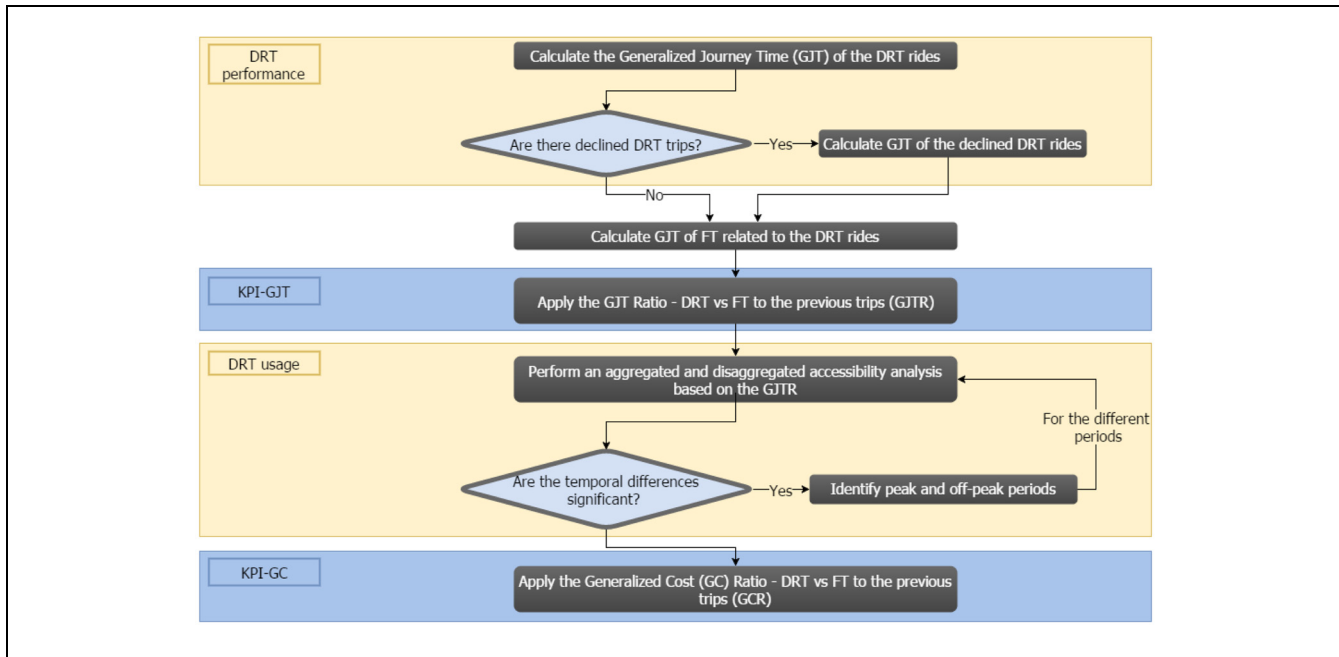 DRT
performance
Calculate the Generalized Journey Time (GJT) of the DRT rides
Are there declined DRT trips?
Yes
Calculate GJT of the declined DRT rides
No
Calculate GJT of FT related to the DRT rides
KPI-GJT
Apply the GJT Ratio - DRT vs FT to the previous trips (GJTR)
DRT usage
Perform an aggregated and disaggregated accessibility analysis
based on the GJTR
For the different
periods
Are the temporal differences
significant?
Yes
Identify peak and off-peak periods
KPI-GC
Apply the Generalized Cost (GC) Ratio - DRT vs FT to the previous
trips (GCR)